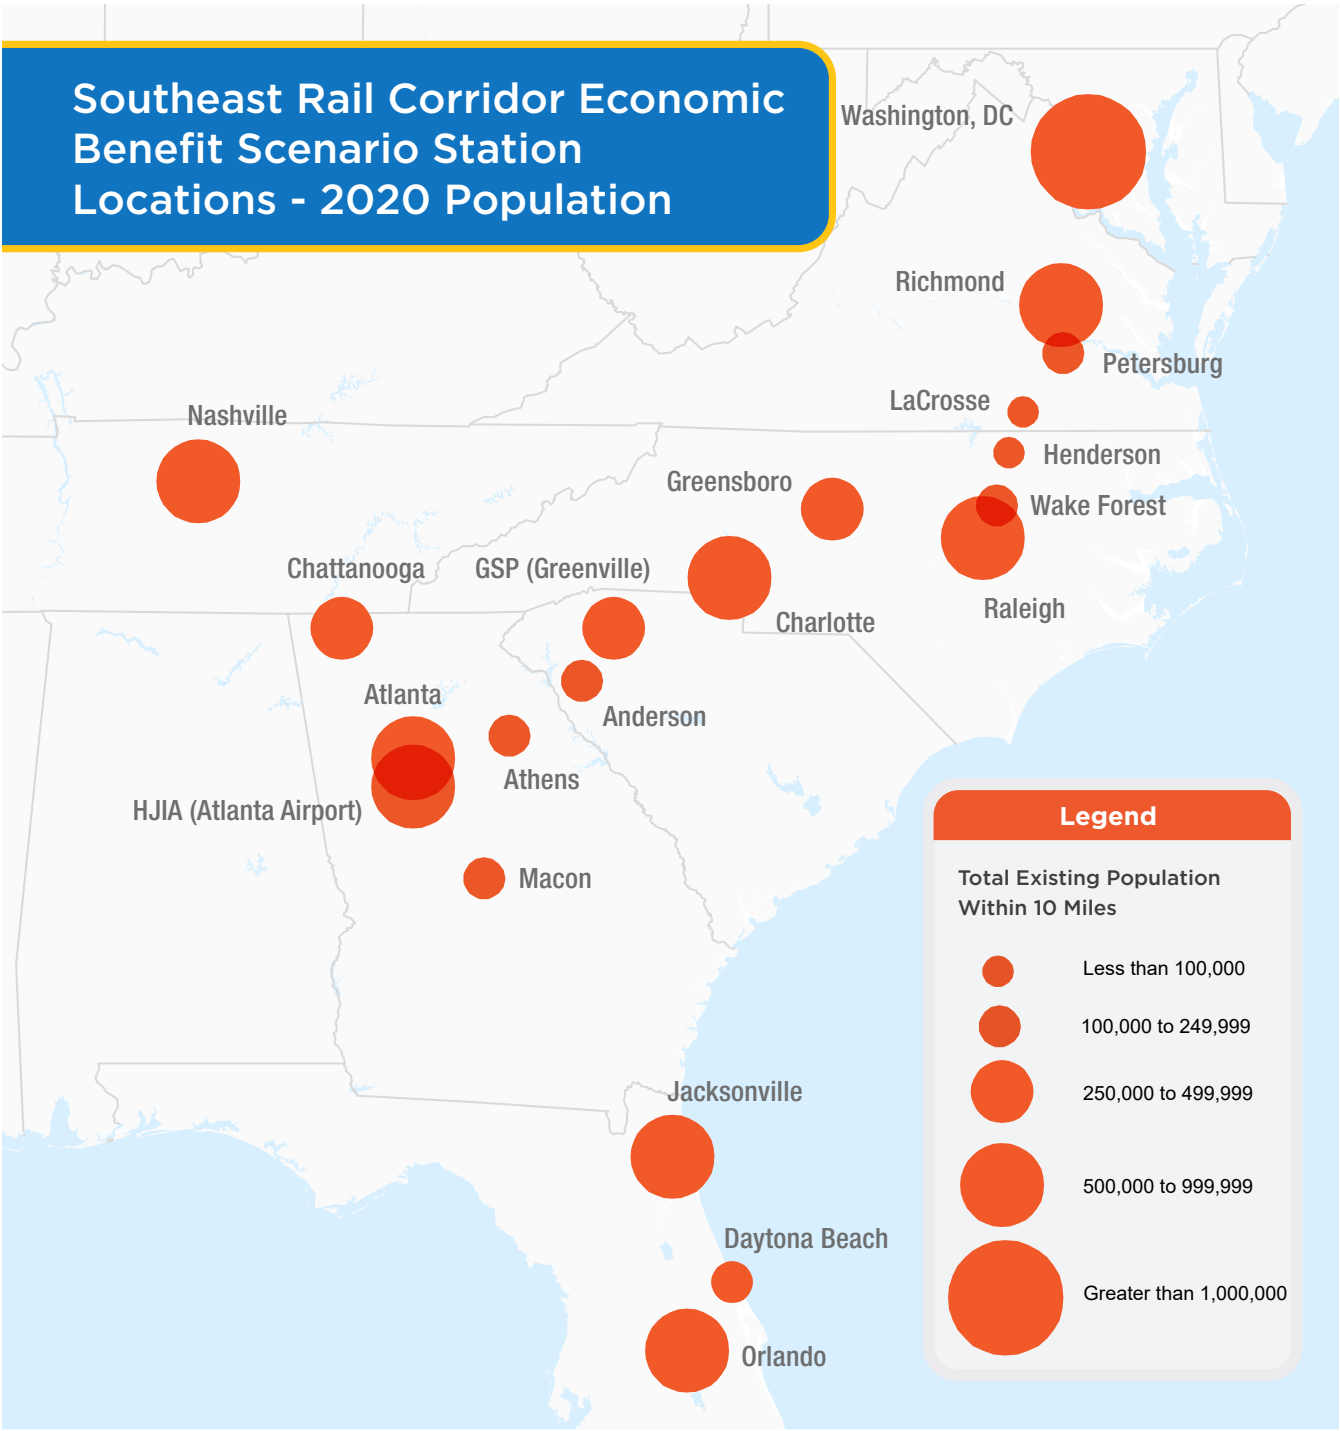 Southeast Rail Corridor Economic
Benefit Scenario Station
Locations - 2020 Population
Washington, DC
Richmond
Petersburg
LaCrosse
Nashville
Henderson
Greensboro
Wake Forest
Chattanooga
GSP (Greenville)
Raleigh
Charlotte
Atlanta
Anderson
Athens
HJIA (Atlanta Airport)
Macon
Jacksonville
Daytona Beach
Orlando
Legend
Total Existing Population
Within 10 Miles
Less than 100,000
100,000 to 249,999
250,000 to 499,999
500,000 to 999,999
Greater than 1,000,000